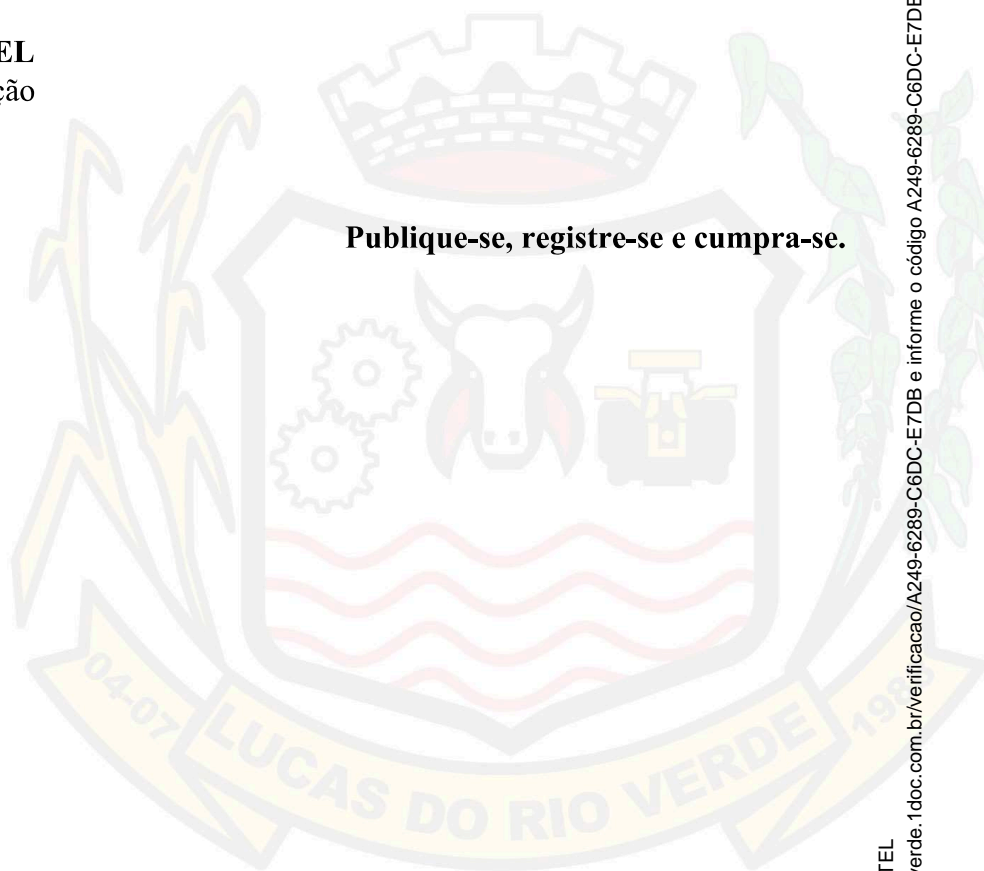 EL
ção
Publique-se, registre-se e cumpra-se.
04-07
LUCAS DO RIO VERDE
TEL
verde.1doc.com.br/verificacao/A249-6289-C6DC-E7DB e informe o código A249-6289-C6DC-E7DB